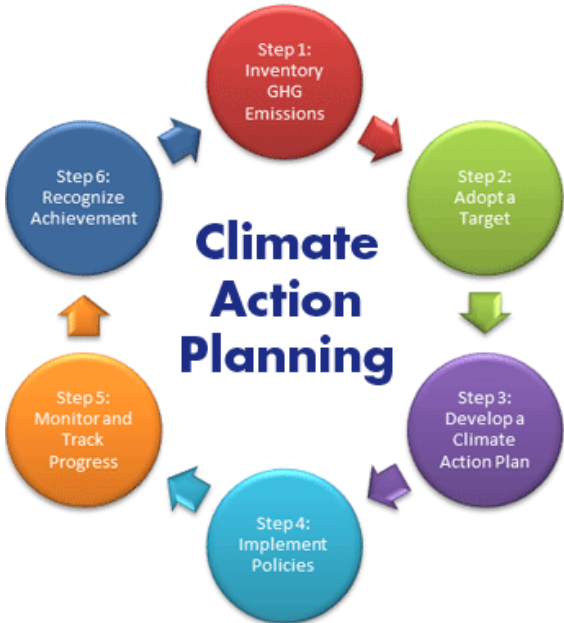 Step 1:
Inventory
GHG
Emissions
Step 2:
Adopt a
Target
Step 3:
Develop a
Climate
Action Plan
Step 4:
Implement
Policies
Step 5:
Monitor and
Track
Progress
Step 6:
Recognize
Achievement
Climate
Action
Planning